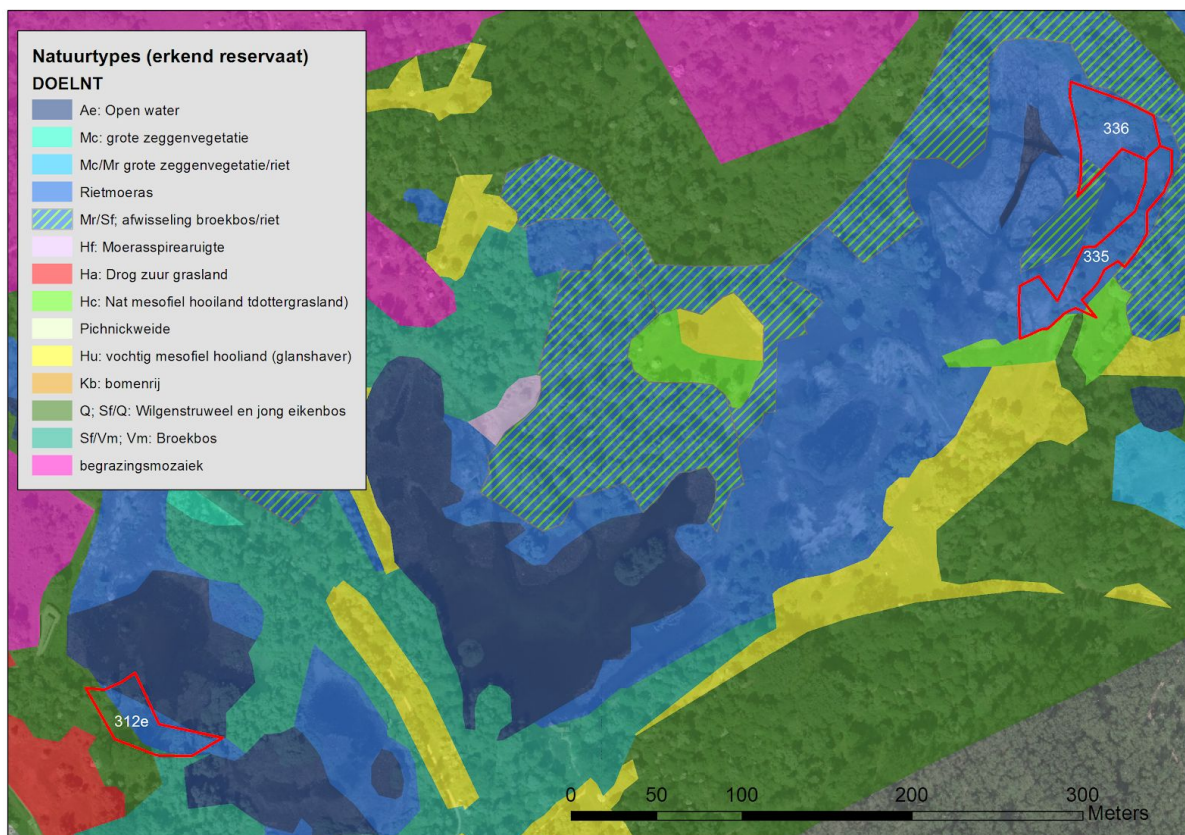 Natuurtypes (erkend reservaat)
DOELNT
Ae: Open water
Mc: grote zeggenvegetatie
Mc/Mr grote zeggenvegetatie/riet
Rietmoeras
Mr/Sf; afwisseling broekbos/riet
Hf: Moerasspirearuigte
Ha: Drog zuur grasland
Hc: Nat mesofiel hooiland tdottergrasland)
Pichnickweide
Hu: vochtig mesofiel hooliand (glanshaver)
Kb: bomenrij
Q; Sf/Q: Wilgenstruweel en jong eikenbos
Sf/Vm; Vm: Broekbos
begrazingsmozaiek
336
335
312e
0 50 100 200 300
Meters